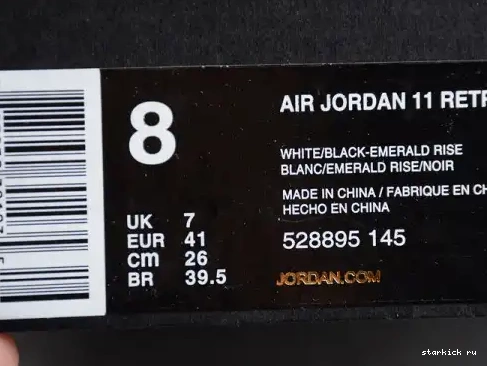 8
UK 7
EUR 41
cm 26
BR 39.5
AIR JORDAN 11 RETR
WHITE/BLACK-EMERALD RISE
BLANC/EMERALD RISE/NOIR
MADE IN CHINA / FABRIQUE EN CH
HECHO EN CHINA
528895 145
JORDAN.COM
starkick ru